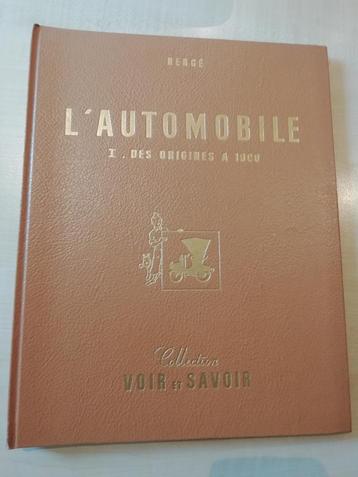 HERGÉ
L'AUTOMOBILE
I. DES ORIGINES A 1900
Collection
VOIR ET SAVOIR